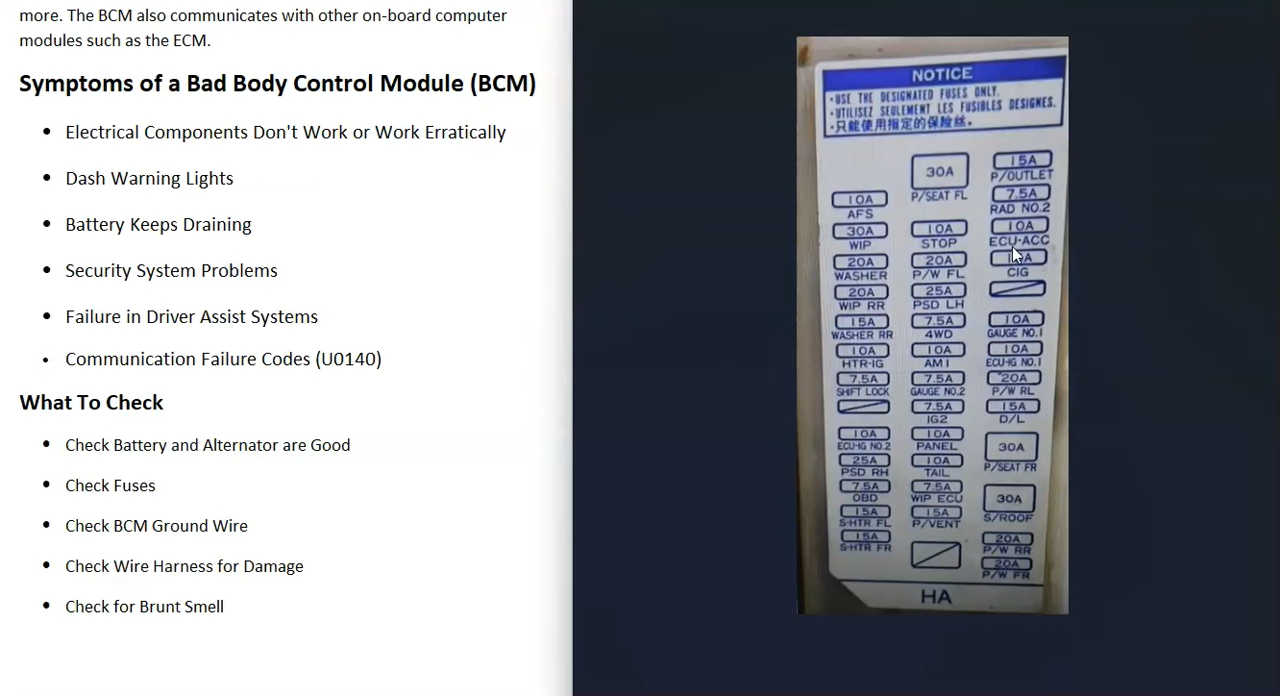 more. The BCM also communicates with other on-board computer
modules such as the ECM.
Symptoms of a Bad Body Control Module (BCM)
• Electrical Components Don't Work or Work Erratically
• Dash Warning Lights
• Battery Keeps Draining
• Security System Problems
• Failure in Driver Assist Systems
• Communication Failure Codes (U0140)
What To Check
• Check Battery and Alternator are Good
• Check Fuses
• Check BCM Ground Wire
• Check Wire Harness for Damage
• Check for Brunt Smell
NOTICE
•USE THE DESIGNATED FUSES ONLY.
•UTILISEZ SEULEMENT LES FUSIBLES DESIGNES.
•只能使用指定的保险丝。
10A
AFS
30A
WIP
20A
WASHER
20A
WIP RR
15A
WASHER RR
10A
HTR-IG
7.5A
SHIFT LOCK
10A
ECU-IG NO.2
25A
PSD RH
7.5A
OBD
15A
S-HTR FL
15A
S-HTR FR
30A
P/SEAT FL
10A
STOP
20A
P/W FL
25A
PSD LH
7.5A
4WD
10A
AM1
7.5A
GAUGE NO.2
7.5A
IG2
10A
PANEL
10A
TAIL
7.5A
WIP ECU
15A
P/VENT
15A
P/OUTLET
7.5A
RAD NO.2
10A
ECU-ACC
CIG
10A
GAUGE NO.1
10A
ECU-IG NO.1
20A
P/W RL
15A
D/L
30A
P/SEAT FR
30A
S/ROOF
20A
P/W RR
20A
P/W FR
HA